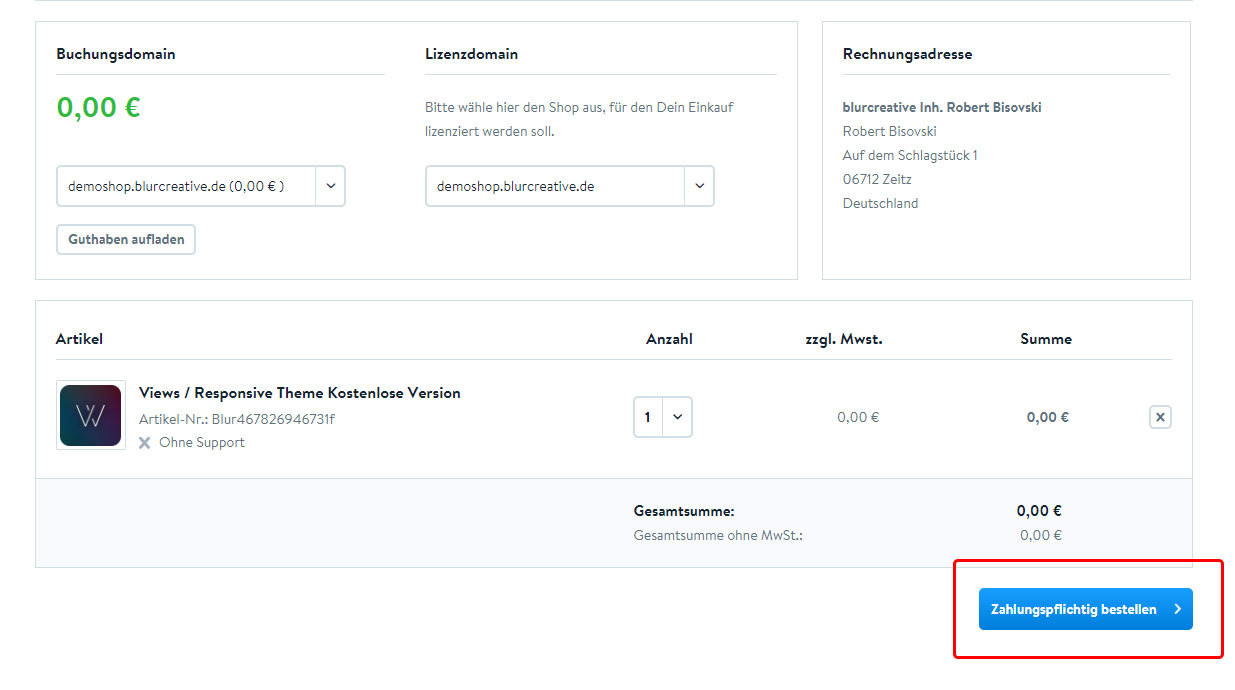 Buchungsdomain
0,00 €
demoshop.blurcreative.de (0,00 € )
Guthaben aufladen
Lizenzdomain
Bitte wähle hier den Shop aus, für den Dein Einkauf
lizenziert werden soll.
demoshop.blurcreative.de
Rechnungsadresse
blurcreative Inh. Robert Bisovski
Robert Bisovski
Auf dem Schlagstück 1
06712 Zeitz
Deutschland
Artikel Anzahl zzgl. Mwst. Summe
Views / Responsive Theme Kostenlose Version
Artikel-Nr.: Blur467826946731f
Ohne Support
1 0,00 € 0,00 €
Gesamtsumme: 0,00 €
Gesamtsumme ohne MwSt.: 0,00 €
Zahlungspflichtig bestellen